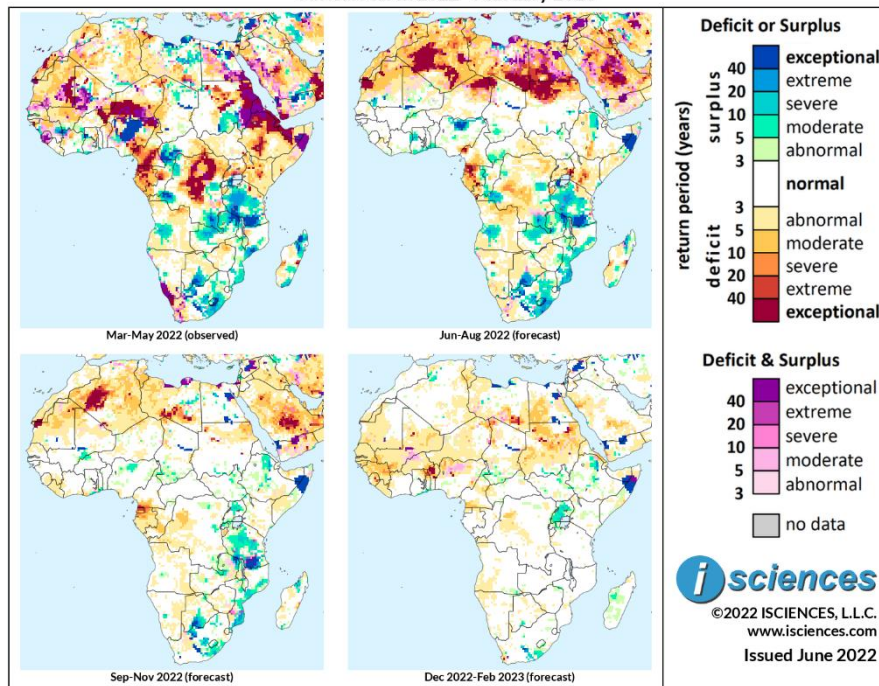 Mar-May 2022 (observed)
Jun-Aug 2022 (forecast)
Sep-Nov 2022 (forecast)
Dec 2022-Feb 2023 (forecast)
Deficit or Surplus
return period (years)
surplus
deficit
40
20
10
5
3
3
5
10
20
40
exceptional
extreme
severe
moderate
abnormal
normal
abnormal
moderate
severe
extreme
exceptional
Deficit & Surplus
40
20
10
5
3
exceptional
extreme
severe
moderate
abnormal
no data
i sciences
©2022 ISCIENCES, L.L.C.
www.isciences.com
Issued June 2022